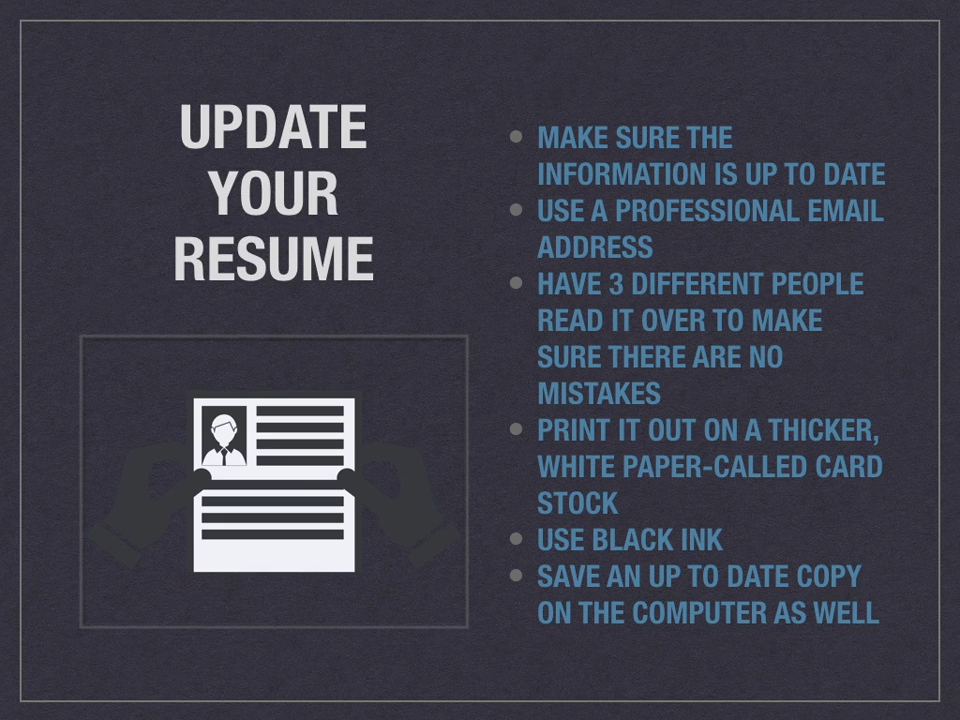 UPDATE
YOUR
RESUME
• MAKE SURE THE
INFORMATION IS UP TO DATE
• USE A PROFESSIONAL EMAIL
ADDRESS
• HAVE 3 DIFFERENT PEOPLE
READ IT OVER TO MAKE
SURE THERE ARE NO
MISTAKES
• PRINT IT OUT ON A THICKER,
WHITE PAPER-CALLED CARD
STOCK
• USE BLACK INK
• SAVE AN UP TO DATE COPY
ON THE COMPUTER AS WELL